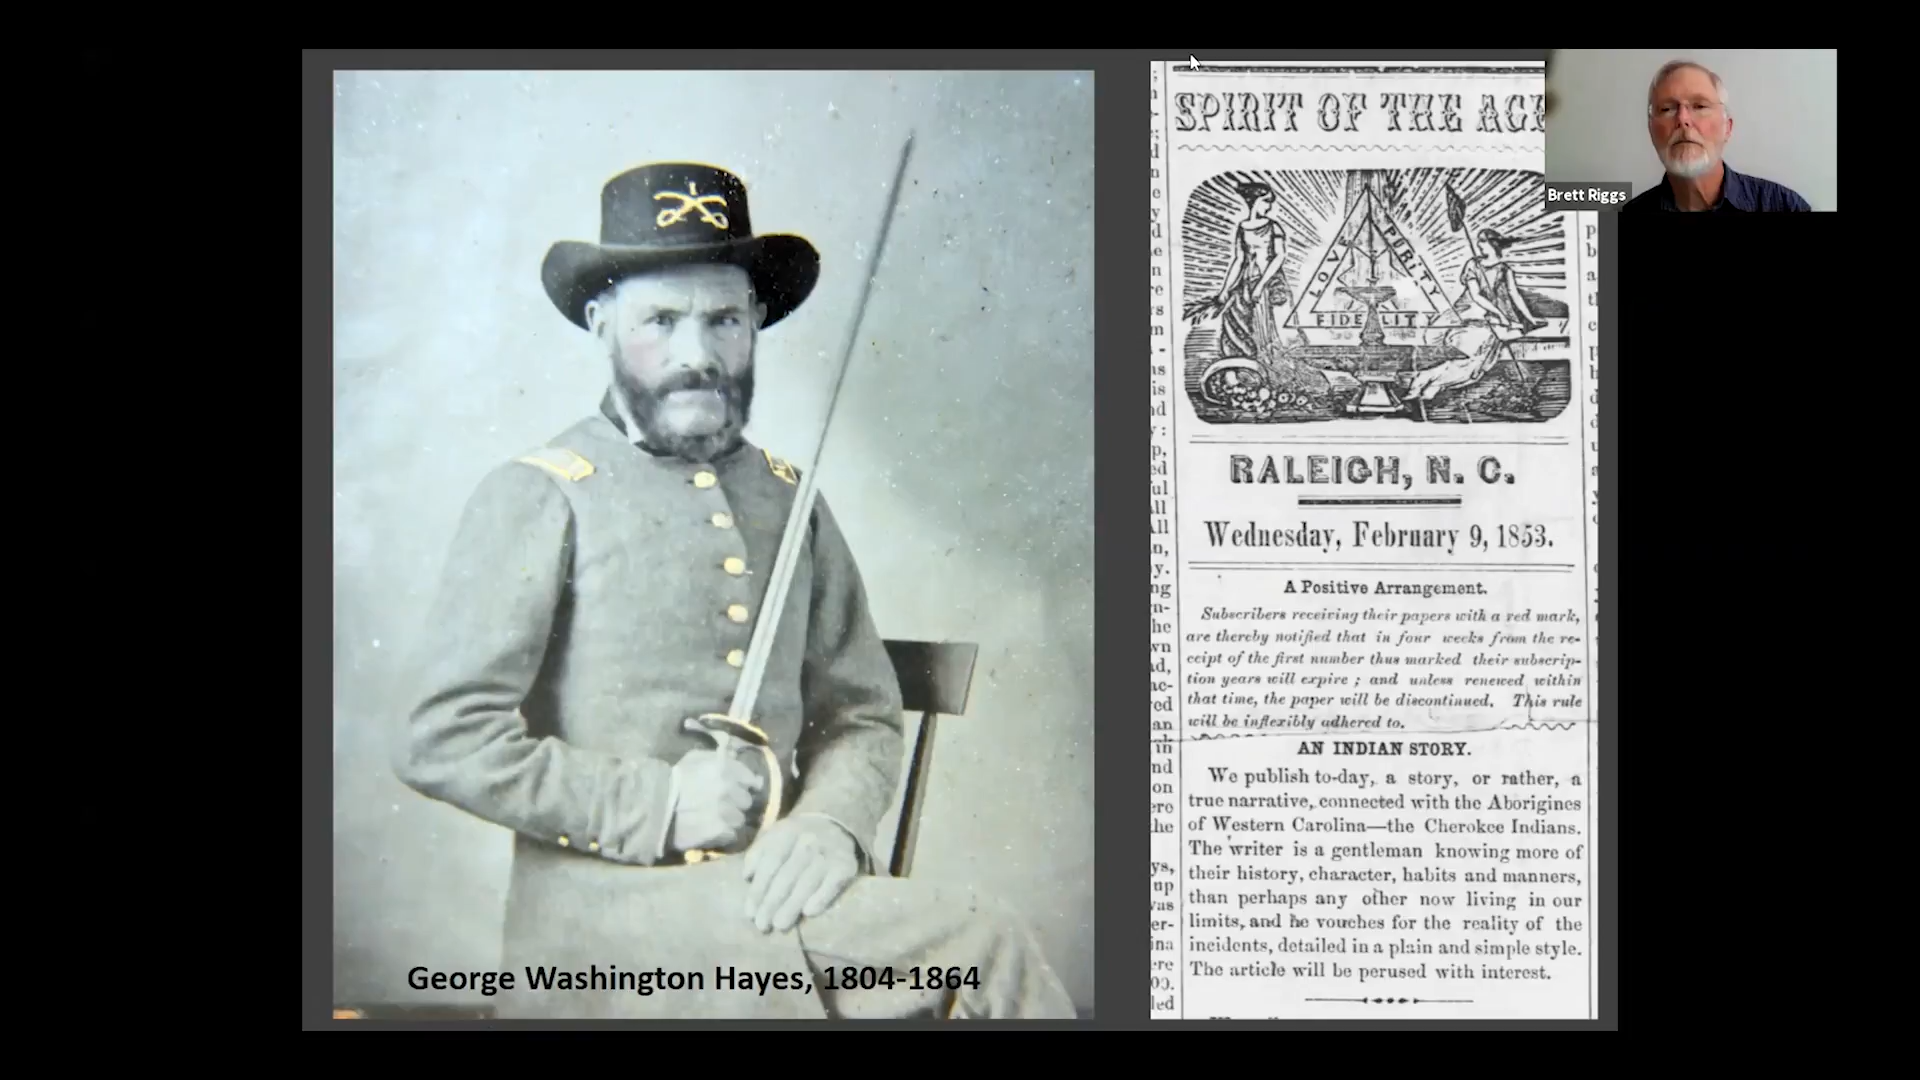 SPIRIT OF THE AGE
LOVE PURITY
FIDELITY
RALEIGH, N. C.
Wednesday, February 9, 1853.
A Positive Arrangement.
Subscribers receiving their papers with a red mark,
are thereby notified that in four weeks from the re-
ceipt of the first number thus marked their subscrip-
tion years will expire ; and unless renewed within
that time, the paper will be discontinued. This rule
will be inflexibly adhered to.
AN INDIAN STORY.
We publish to-day, a story, or rather, a
true narrative, connected with the Aborigines
of Western Carolina—the Cherokee Indians.
The writer is a gentleman knowing more of
their history, character, habits and manners,
than perhaps any other now living in our
limits, and he vouches for the reality of the
incidents, detailed in a plain and simple style.
The article will be perused with interest.
George Washington Hayes, 1804-1864
Brett Riggs